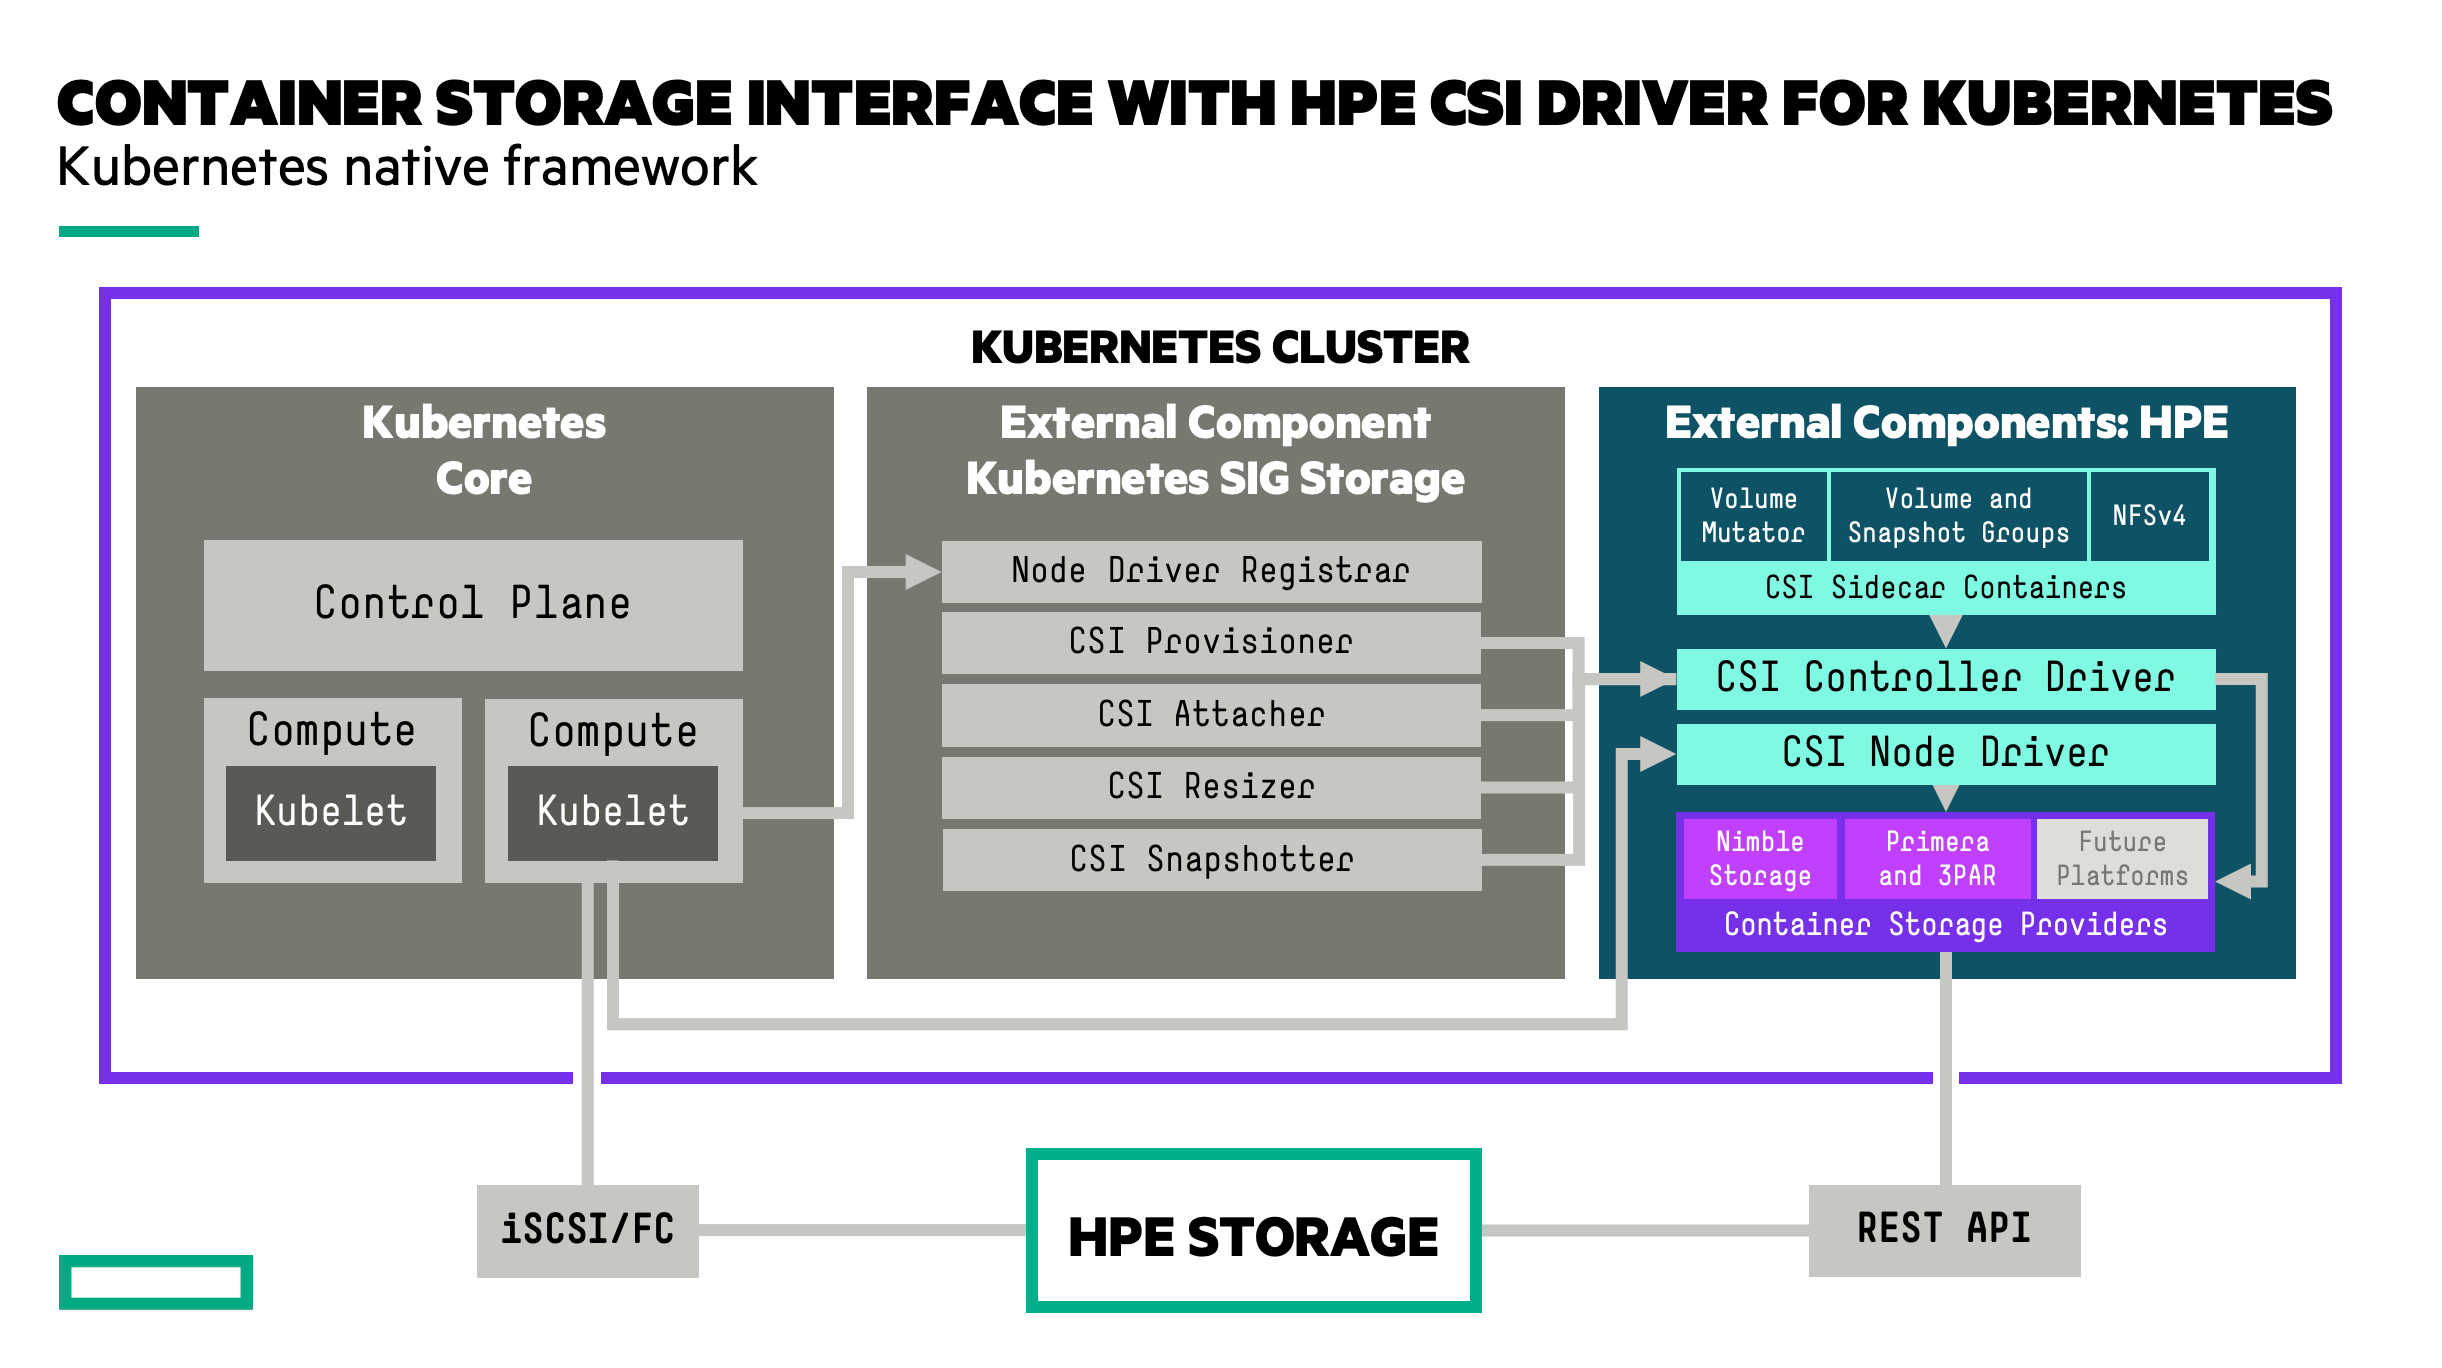 CONTAINER STORAGE INTERFACE WITH HPE CSI DRIVER FOR KUBERNETES
Kubernetes native framework
KUBERNETES CLUSTER
Kubernetes
Core
Control Plane
Compute
Kubelet
Compute
Kubelet
External Component
Kubernetes SIG Storage
Node Driver Registrar
CSI Provisioner
CSI Attacher
CSI Resizer
CSI Snapshotter
External Components: HPE
Volume
Mutator
Volume and
Snapshot Groups
NFSv4
CSI Sidecar Containers
CSI Controller Driver
CSI Node Driver
Nimble
Storage
Primera
and 3PAR
Future
Platforms
Container Storage Providers
iSCSI/FC
HPE STORAGE
REST API